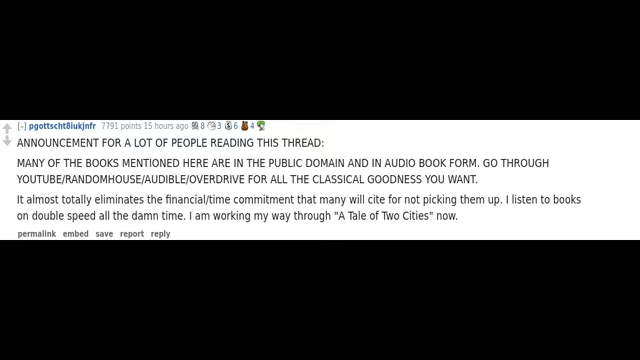 [–] pgottscht8iukjnfr 7791 points 15 hours ago 8 3 6 4
ANNOUNCEMENT FOR A LOT OF PEOPLE READING THIS THREAD:
MANY OF THE BOOKS MENTIONED HERE ARE IN THE PUBLIC DOMAIN AND IN AUDIO BOOK FORM. GO THROUGH
YOUTUBE/RANDOMHOUSE/AUDIBLE/OVERDRIVE FOR ALL THE CLASSICAL GOODNESS YOU WANT.
It almost totally eliminates the financial/time commitment that many will cite for not picking them up. I listen to books
on double speed all the damn time. I am working my way through "A Tale of Two Cities" now.
permalink embed save report reply